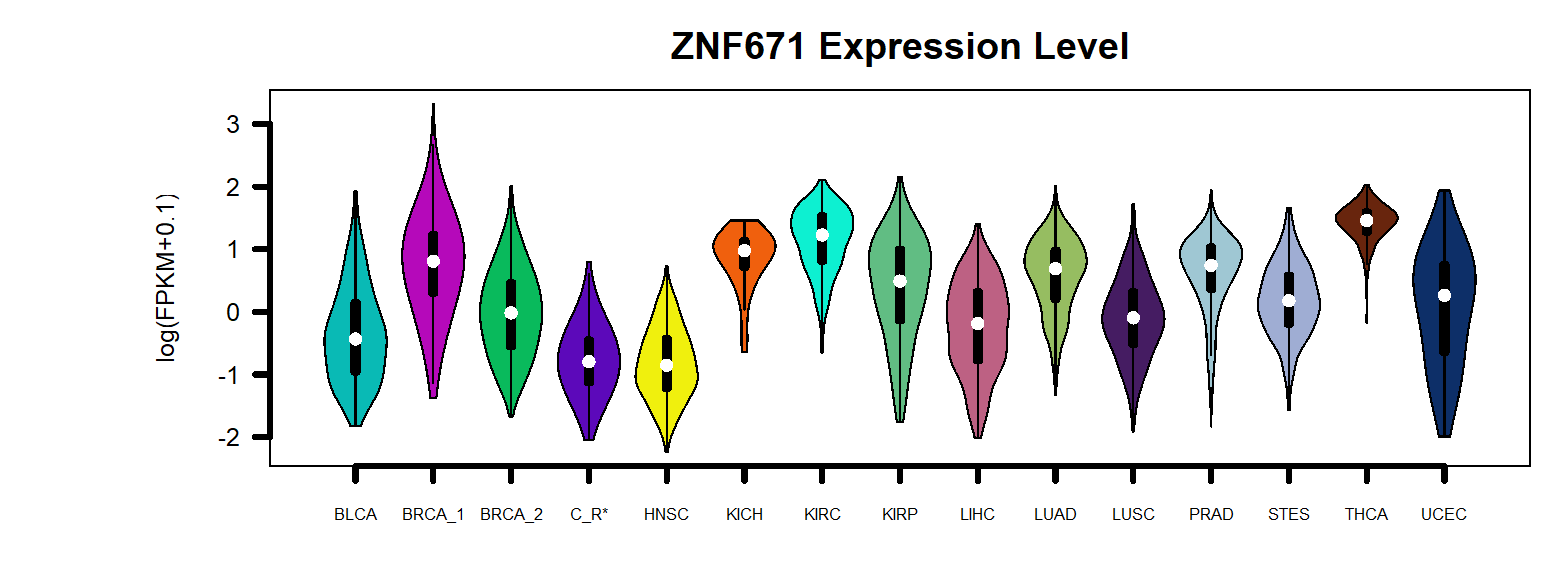 ZNF671 Expression Level
log(FPKM+0.1)
3
2
1
0
-1
-2
BLCA BRCA_1 BRCA_2 C_R* HNSC KICH KIRC KIRP LIHC LUAD LUSC PRAD STES THCA UCEC